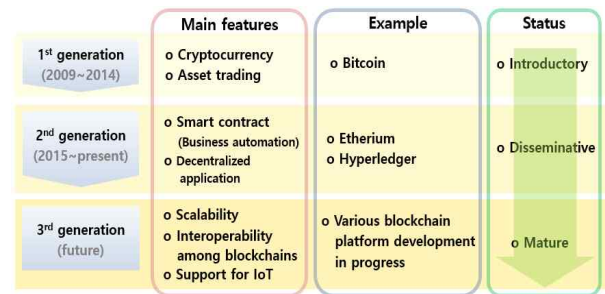 Main features
Example
Status
1st generation
(2009~2014)
o Cryptocurrency
o Asset trading
o Bitcoin
o Introductory
2nd generation
(2015~present)
o Smart contract
(Business automation)
o Decentralized
application
o Etherium
o Hyperledger
o Disseminative
3rd generation
(future)
o Scalability
o Interoperability
among blockchains
o Support for IoT
o Various blockchain
platform development
in progress
o Mature